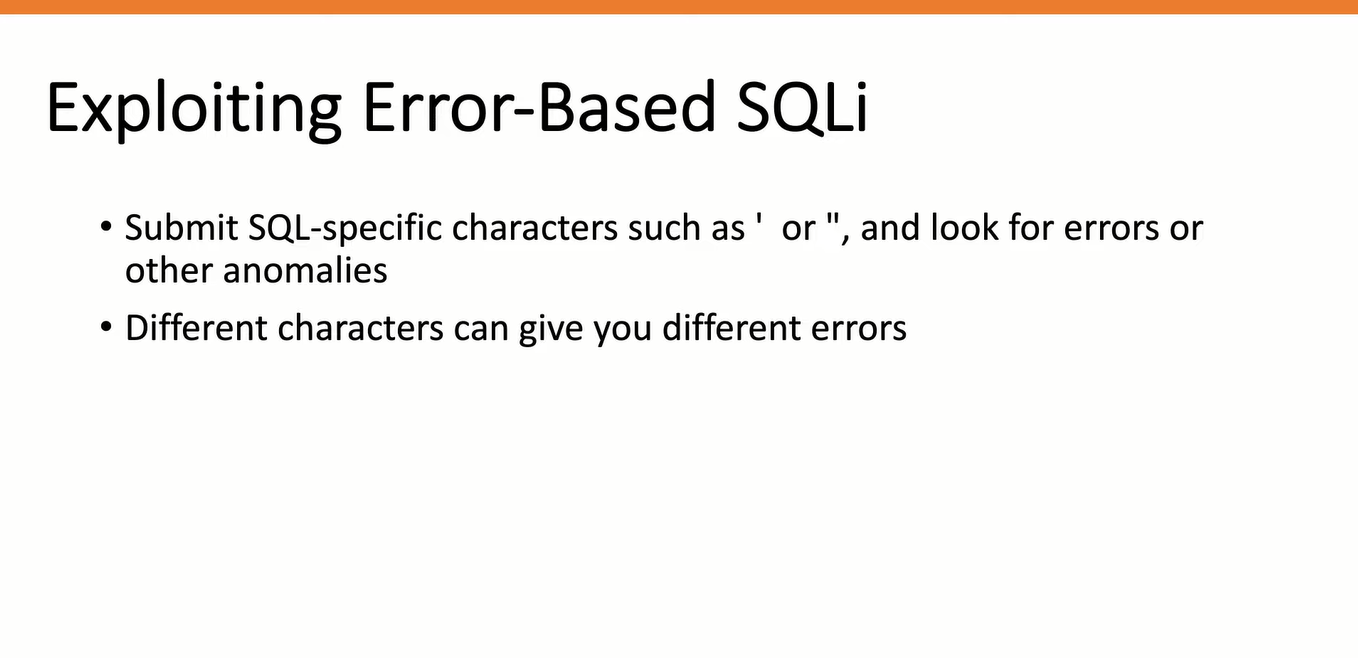 Exploiting Error-Based SQLi
• Submit SQL-specific characters such as '  or ", and look for errors or
other anomalies
• Different characters can give you different errors